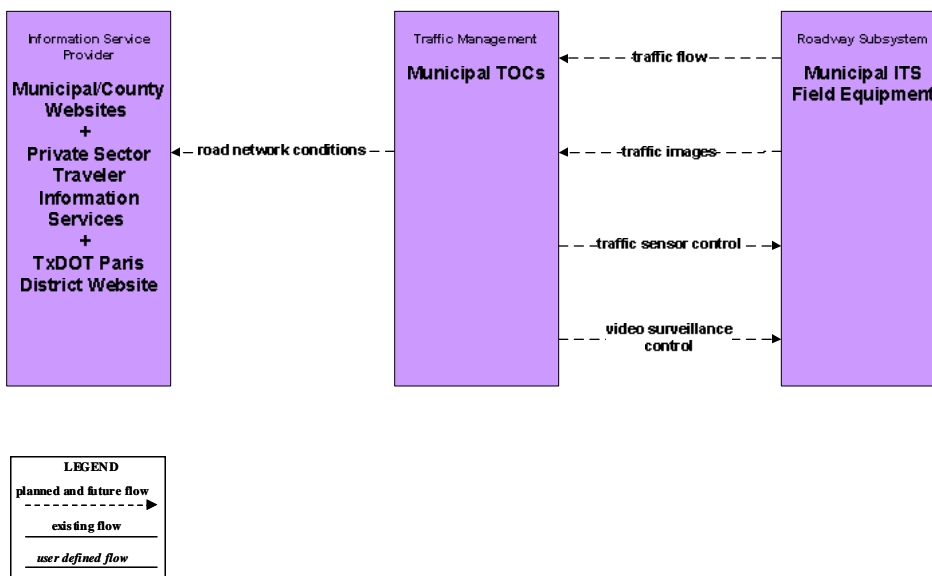 Information Service
Provider
Municipal/County
Websites
+
Private Sector
Traveler
Information
Services
+
TxDOT Paris
District Website
road network conditions
Traffic Management
Municipal TOCs
traffic flow
traffic images
traffic sensor control
video surveillance
control
Roadway Subsystem
Municipal ITS
Field Equipment
LEGEND
planned and future flow
existing flow
user defined flow